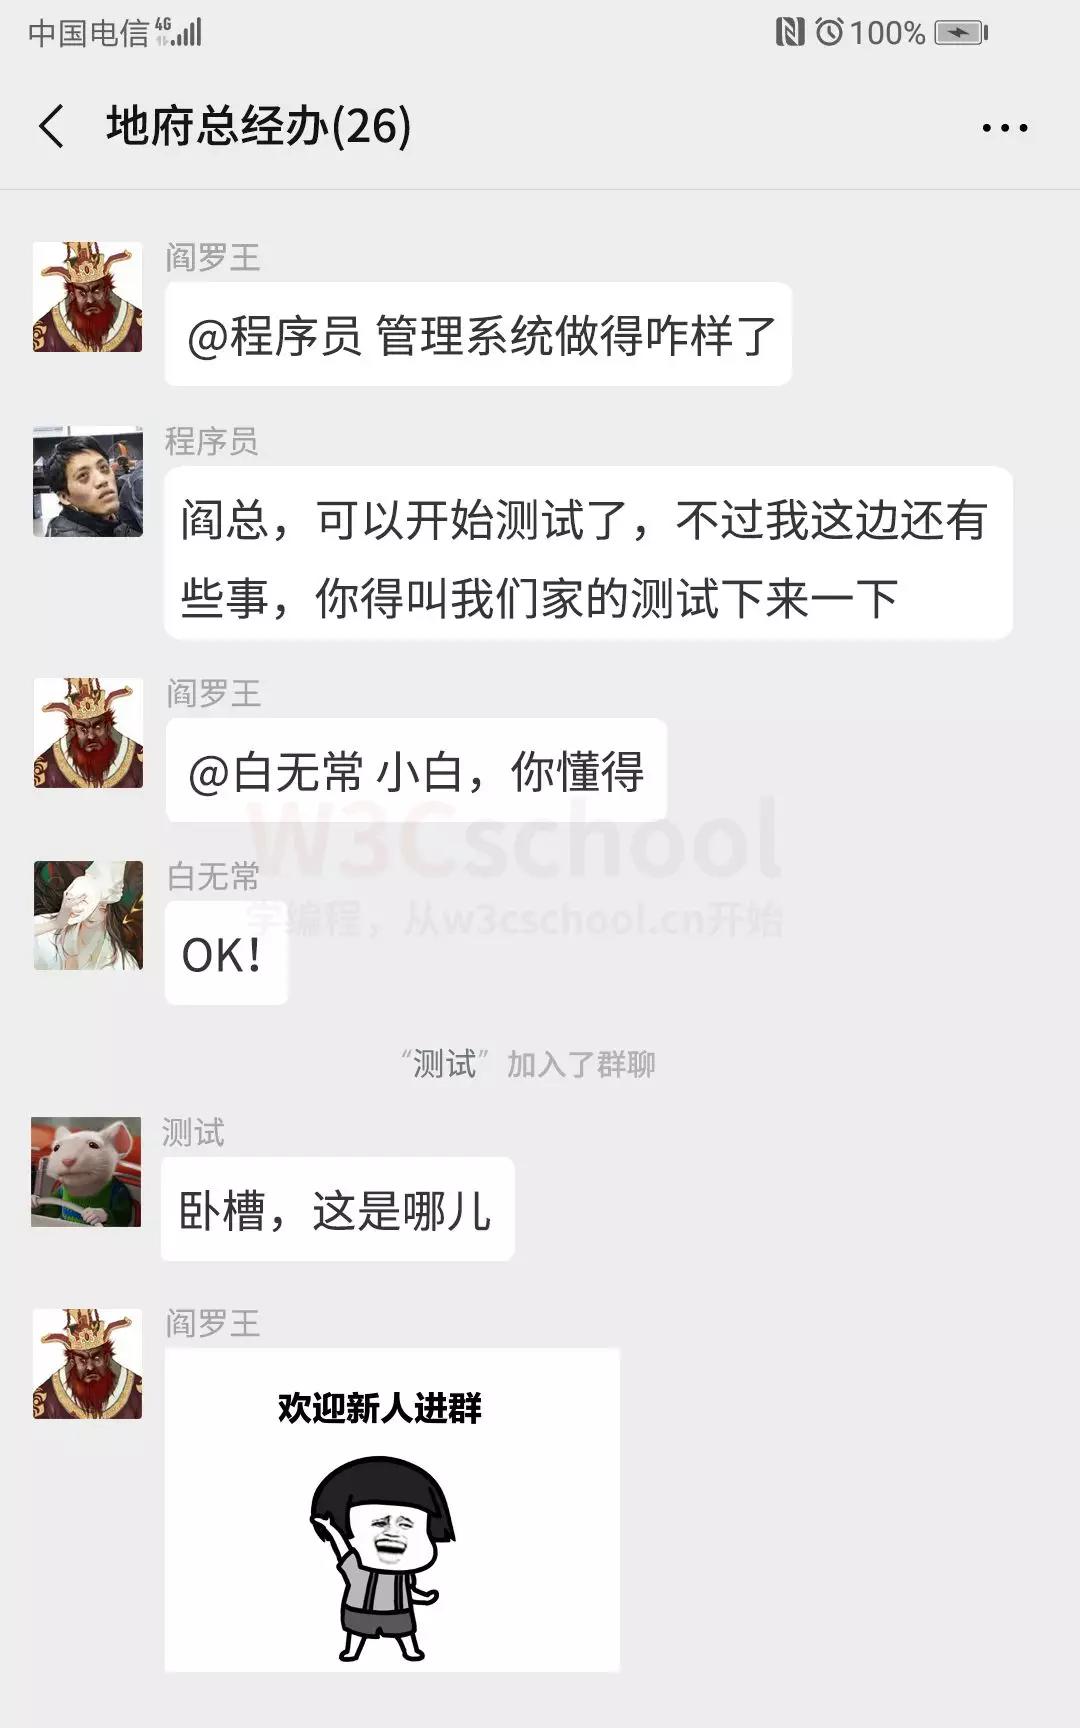 中国电信 4G 100%
地府总经办(26)
阎罗王
@程序员 管理系统做得咋样了
程序员
阎总，可以开始测试了，不过我这边还有
些事，你得叫我们家的测试下来一下
阎罗王
@白无常 小白，你懂得
W3Cschool
学编程，从w3cschool.cn开始
白无常
OK!
“测试” 加入了群聊
测试
卧槽，这是哪儿
阎罗王
欢迎新人进群